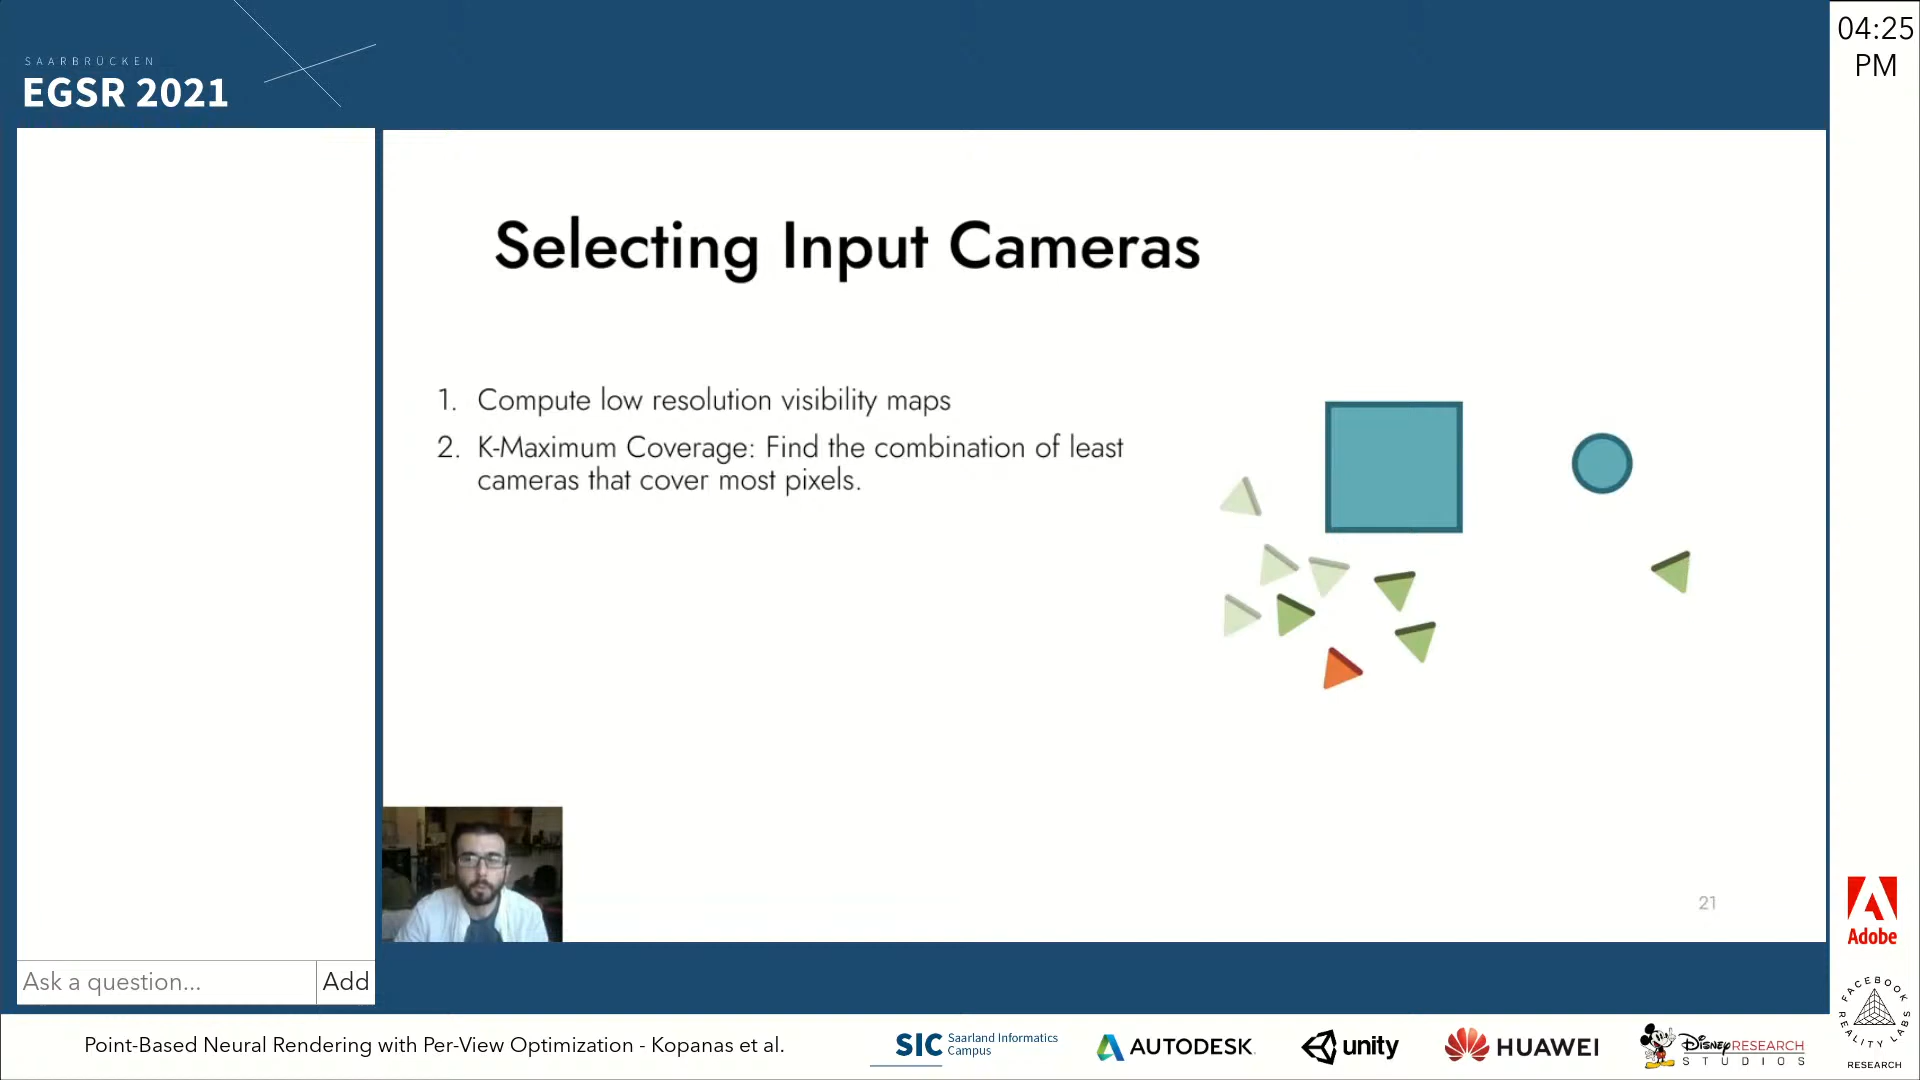 SAARBRÜCKEN
EGSR 2021
04:25
PM
Selecting Input Cameras
1. Compute low resolution visibility maps
2. K-Maximum Coverage: Find the combination of least
cameras that cover most pixels.
21
Ask a question...
Add
Adobe
FACEBOOK
REALITY LABS
RESEARCH
Point-Based Neural Rendering with Per-View Optimization - Kopanas et al.
SIC
Saarland Informatics
Campus
AUTODESK
unity
HUAWEI
Disney RESEARCH
STUDIOS